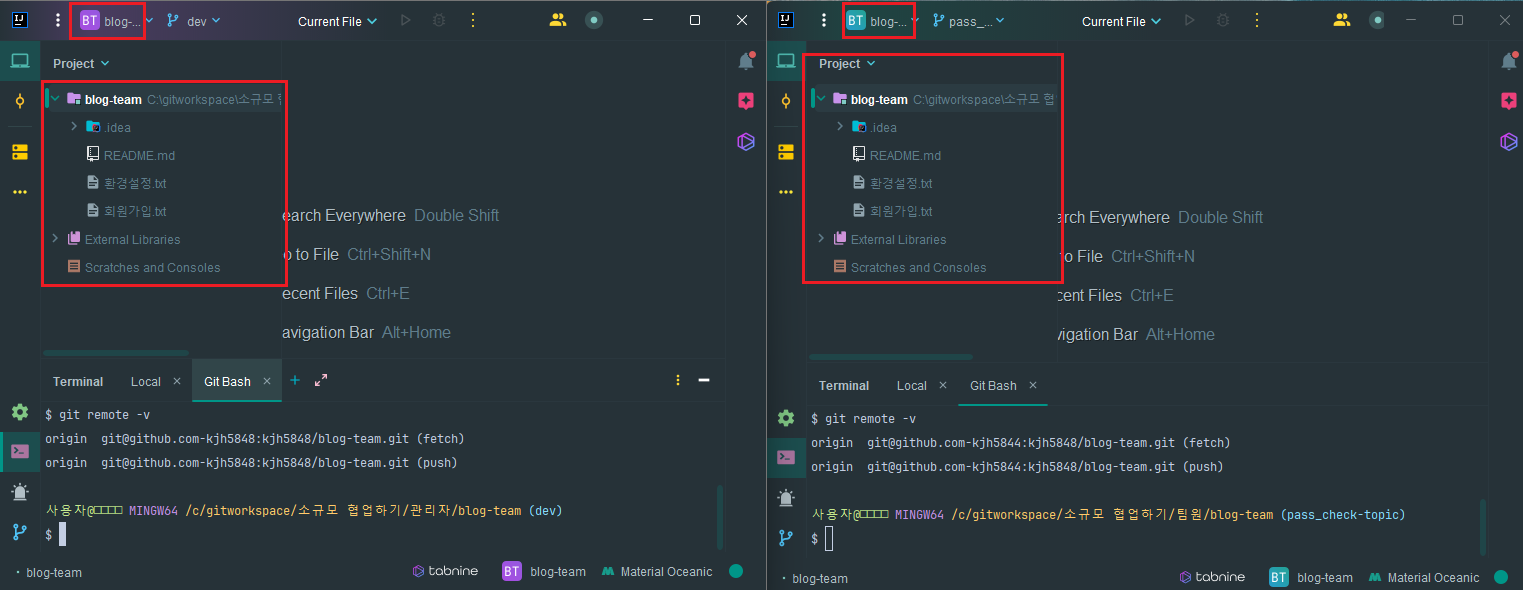 BT blog-... dev Current File
Project
blog-team C:\gitworkspace\소규모
.idea
README.md
환경설정.txt
회원가입.txt
External Libraries
Scratches and Consoles
earch Everywhere Double Shift
o to File Ctrl+Shift+N
ecent Files Ctrl+E
avigation Bar Alt+Home
Terminal Local Git Bash
$ git remote -v
origin git@github.com-kjh5848:kjh5848/blog-team.git (fetch)
origin git@github.com-kjh5848:kjh5848/blog-team.git (push)
사용자@□□□□ MINGW64 /c/gitworkspace/소규모 협업하기/관리자/blog-team (dev)
$
blog-team tabnine BT blog-team Material Oceanic
BT blog-... pass_... Current File
Project
blog-team C:\gitworkspace\소규모 협
.idea
README.md
환경설정.txt
회원가입.txt
External Libraries
Scratches and Consoles
arch Everywhere Double Shift
to File Ctrl+Shift+N
cent Files Ctrl+E
vigation Bar Alt+Home
Terminal Local Git Bash
$ git remote -v
origin git@github.com-kjh5844:kjh5848/blog-team.git (fetch)
origin git@github.com-kjh5844:kjh5848/blog-team.git (push)
사용자@□□□□ MINGW64 /c/gitworkspace/소규모 협업하기/팀원/blog-team (pass_check-topic)
$
blog-team tabnine BT blog-team Material Oceanic